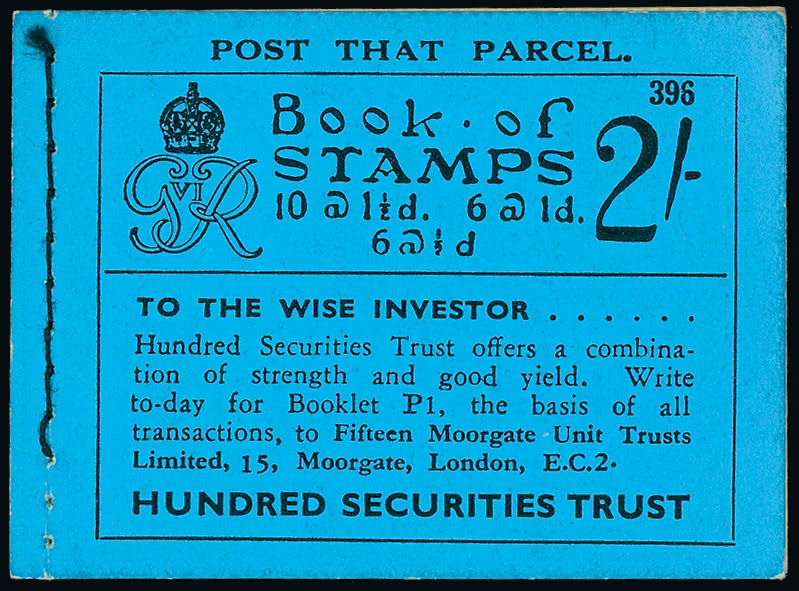 POST THAT PARCEL.
396
Book · of
STAMPS
2/-
10 @ 1½d. 6 @ 1d.
6 @ ½d
GVIR
TO THE WISE INVESTOR . . . . . .
Hundred Securities Trust offers a combina-
tion of strength and good yield. Write
to-day for Booklet P1, the basis of all
transactions, to Fifteen Moorgate Unit Trusts
Limited, 15, Moorgate, London, E.C.2.
HUNDRED SECURITIES TRUST